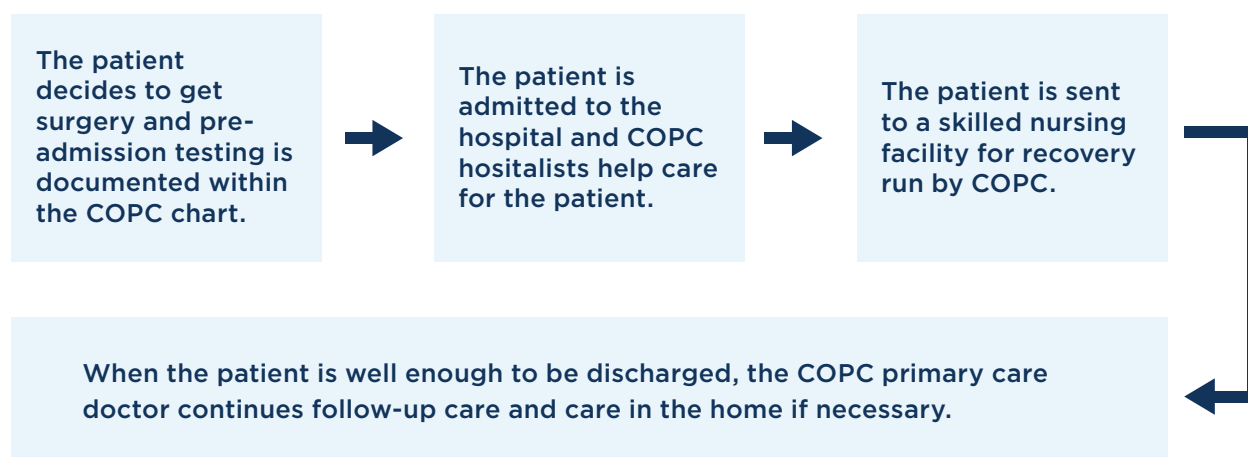 The patient
decides to get
surgery and pre-
admission testing is
documented within
the COPC chart.
The patient is
admitted to the
hospital and COPC
hositalists help care
for the patient.
The patient is sent
to a skilled nursing
facility for recovery
run by COPC.
When the patient is well enough to be discharged, the COPC primary care
doctor continues follow-up care and care in the home if necessary.